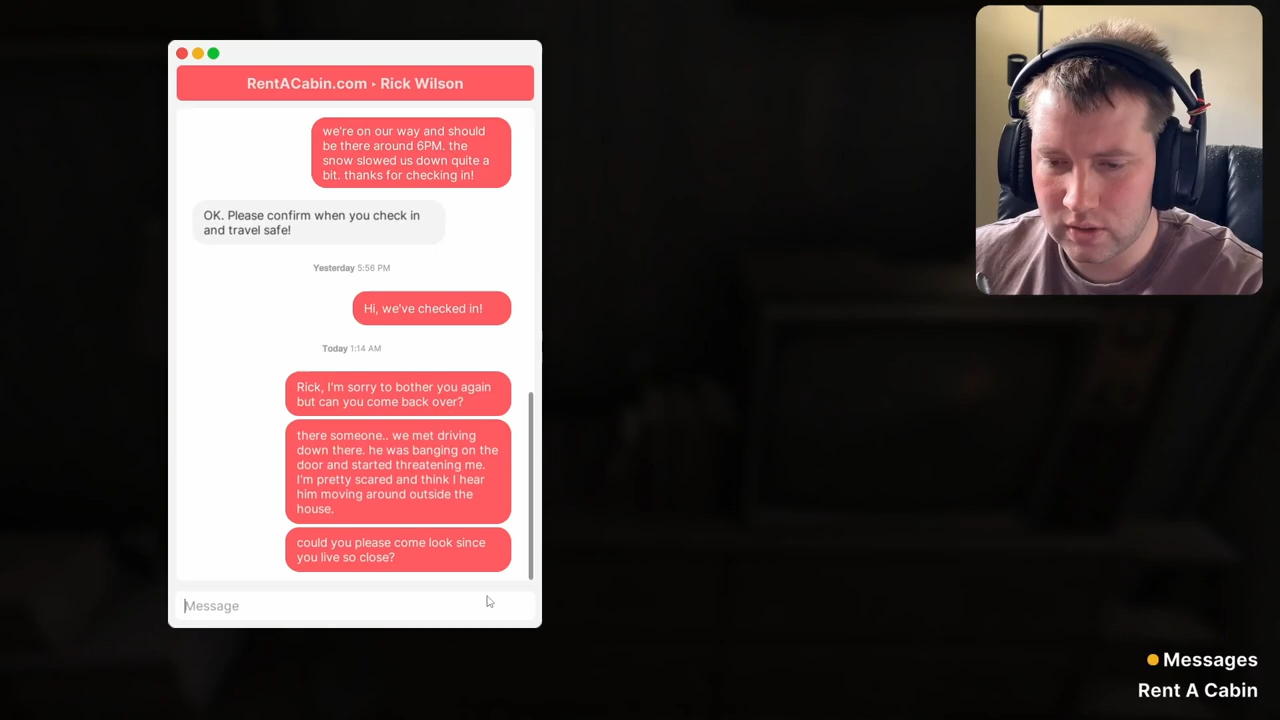 RentACabin.com ▸ Rick Wilson
we're on our way and should
be there around 6PM. the
snow slowed us down quite a
bit. thanks for checking in!
OK. Please confirm when you check in
and travel safe!
Yesterday 5:56 PM
Hi, we've checked in!
Today 1:14 AM
Rick, I'm sorry to bother you again
but can you come back over?
there someone.. we met driving
down there. he was banging on the
door and started threatening me.
I'm pretty scared and think I hear
him moving around outside the
house.
could you please come look since
you live so close?
Message
Messages
Rent A Cabin